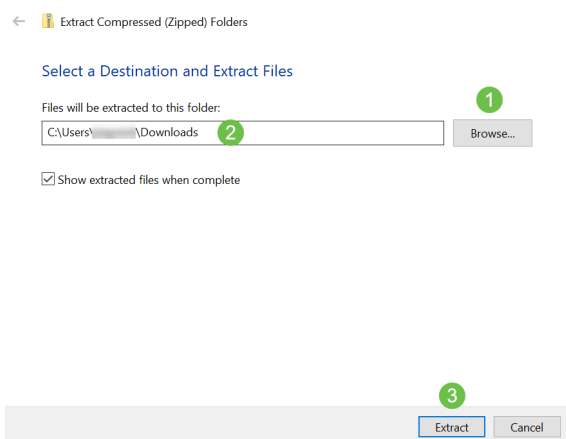 Extract Compressed (Zipped) Folders
Select a Destination and Extract Files
Files will be extracted to this folder:
1
C:\Users\ \Downloads
2
Browse...
Show extracted files when complete
3
Extract
Cancel